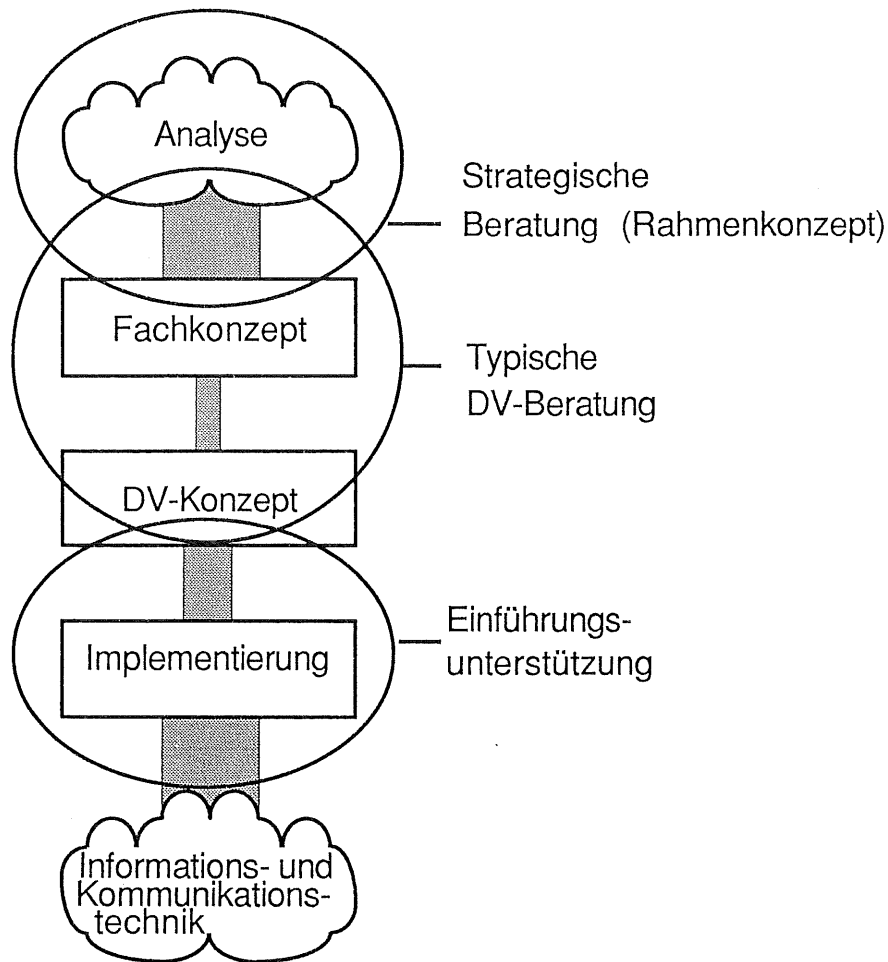 Analyse
Strategische
Beratung (Rahmenkonzept)
Fachkonzept
Typische
DV-Beratung
DV-Konzept
Einführungs-
unterstützung
Implementierung
Informations- und
Kommunikations-
technik